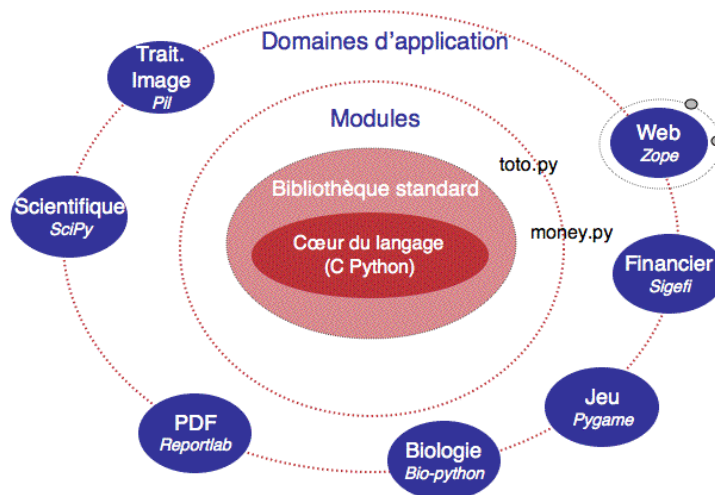 Domaines d'application
Trait.
Image
Pil
Modules
Web
Zope
toto.py
Bibliothèque standard
Scientifique
SciPy
money.py
Cœur du langage
(C Python)
Financier
Sigefi
Jeu
Pygame
PDF
Reportlab
Biologie
Bio-python